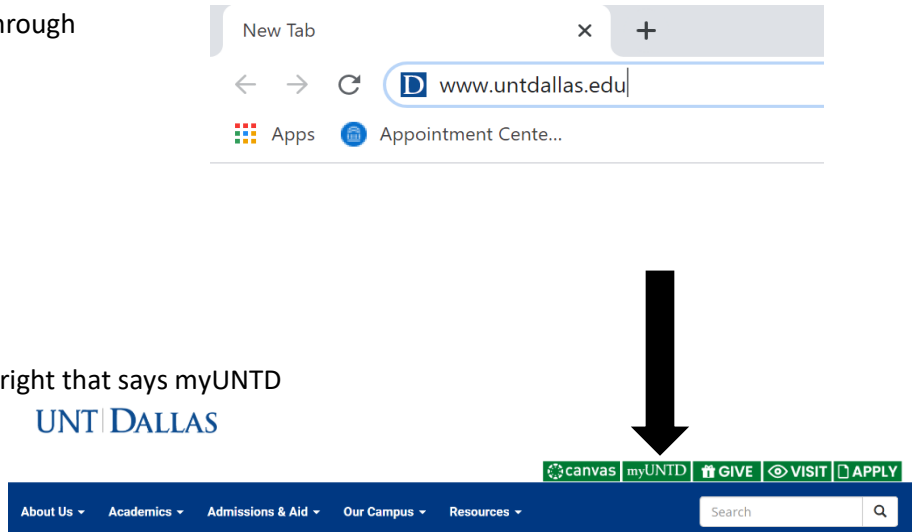 hrough
New Tab
www.untdallas.edu
Apps Appointment Cente...
right that says myUNTD
UNT DALLAS
canvas myUNTD GIVE VISIT APPLY
About Us Academics Admissions & Aid Our Campus Resources Search